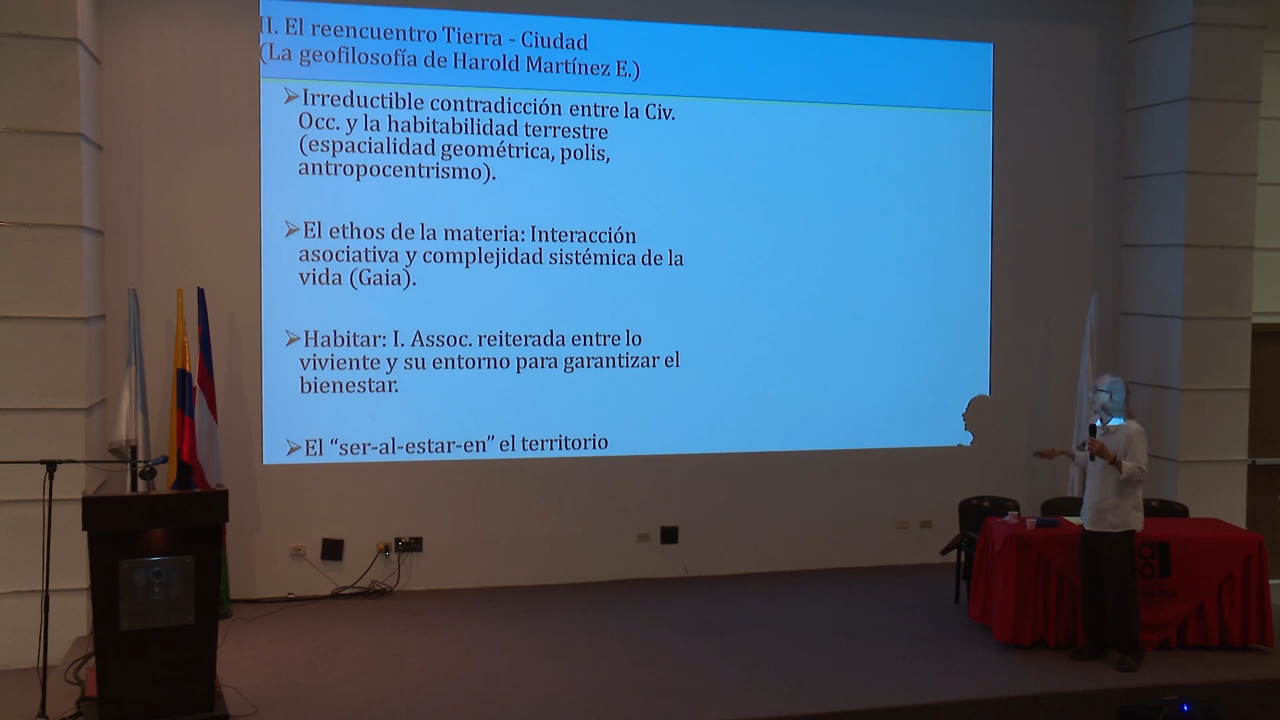 II. El reencuentro Tierra - Ciudad
(La geofilosofía de Harold Martínez E.)
➢Irreductible contradicción entre la Civ.
Occ. y la habitabilidad terrestre
(espacialidad geométrica, polis,
antropocentrismo).
➢El ethos de la materia: Interacción
asociativa y complejidad sistémica de la
vida (Gaia).
➢Habitar: I. Assoc. reiterada entre lo
viviente y su entorno para garantizar el
bienestar.
➢El “ser-al-estar-en” el territorio